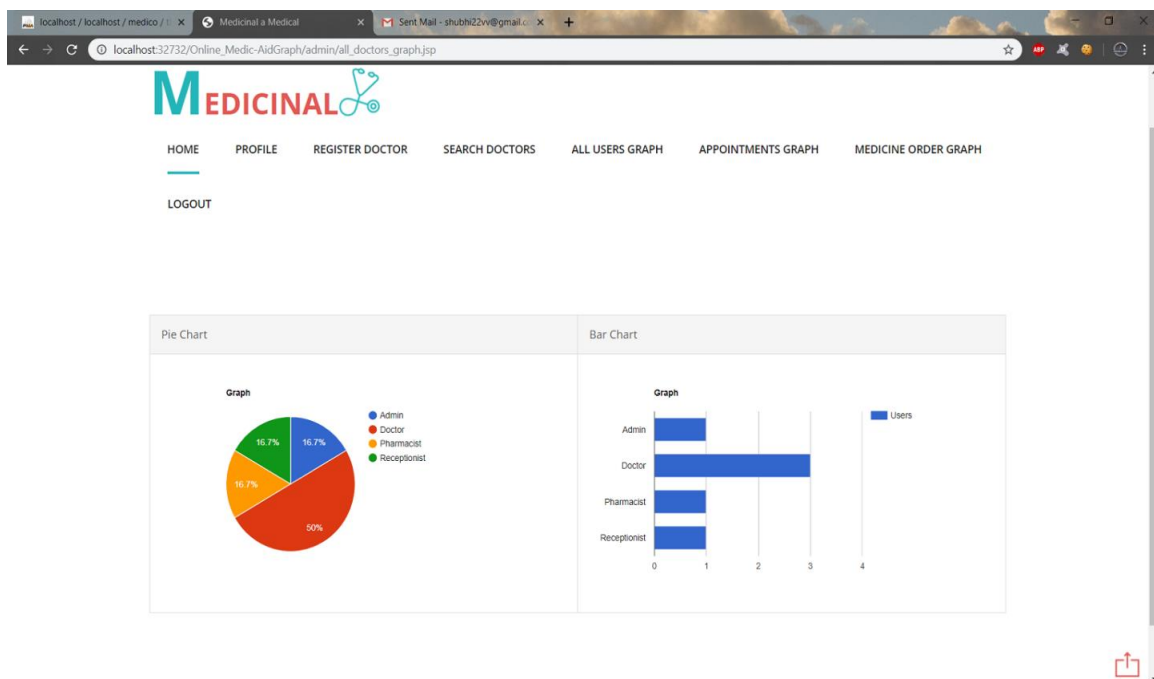 localhost / localhost / medico /
Medicinal a Medical
Sent Mail - shubhi22vv@gmail.c
localhost:32732/Online_Medic-AidGraph/admin/all_doctors_graph.jsp
ABP
MEDICINAL
HOME PROFILE REGISTER DOCTOR SEARCH DOCTORS ALL USERS GRAPH APPOINTMENTS GRAPH MEDICINE ORDER GRAPH
LOGOUT
Pie Chart
Graph
16.7%
16.7%
16.7%
50%
Admin
Doctor
Pharmacist
Receptionist
Bar Chart
Graph
Admin
Doctor
Pharmacist
Receptionist
0 1 2 3 4
Users